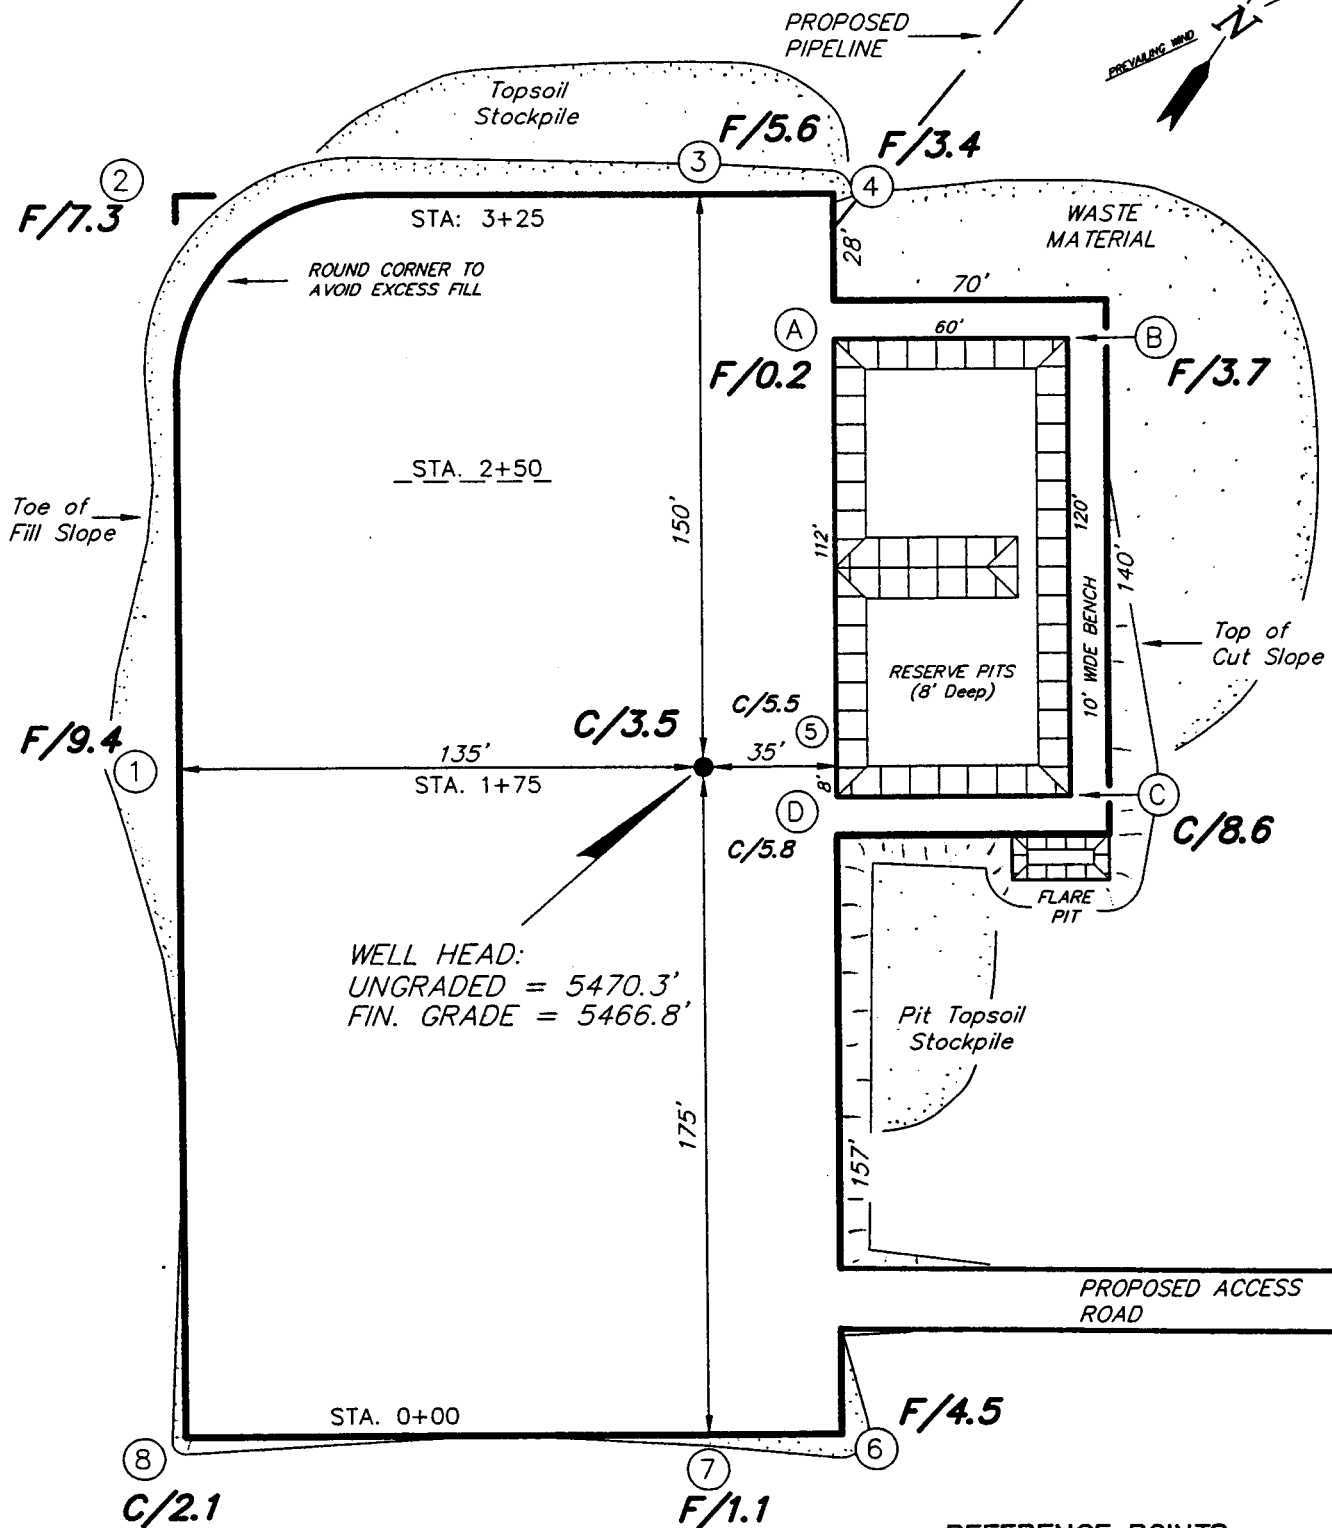 PROPOSED
PIPELINE
PREVAILING WIND
N
Topsoil
Stockpile
F/5.6
3
F/3.4
4
2
F/7.3
STA: 3+25
WASTE
MATERIAL
28'
ROUND CORNER TO
AVOID EXCESS FILL
70'
A
60'
B
F/0.2
F/3.7
STA. 2+50
Toe of
Fill Slope
150'
112'
120'
140'
10' WIDE BENCH
Top of
Cut Slope
RESERVE PITS
(8' Deep)
C/5.5
C/3.5
5
F/9.4
1
135'
35'
STA. 1+75
8'
D
C
C/8.6
C/5.8
FLARE
PIT
WELL HEAD:
UNGRADED = 5470.3'
FIN. GRADE = 5466.8'
Pit Topsoil
Stockpile
175'
157'
PROPOSED ACCESS
ROAD
STA. 0+00
F/4.5
6
8
7
C/2.1
F/1.1
REFERENCE POINTS